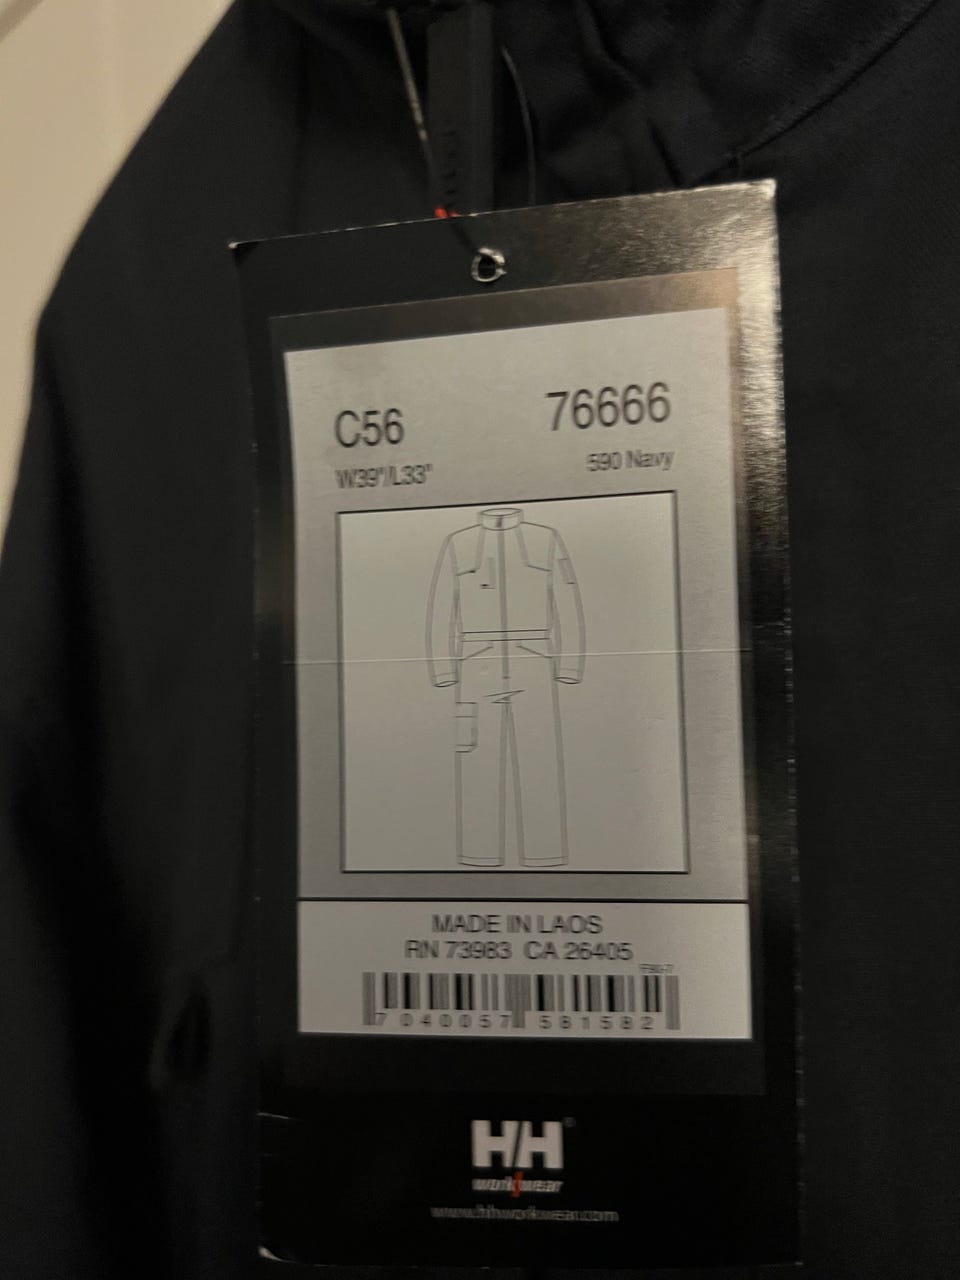 C56
76666
W39"/L33"
590 Navy
MADE IN LAOS
RN 73983 CA 26405
7 040057 581582
H/H®
workwear
www.hhworkwear.com